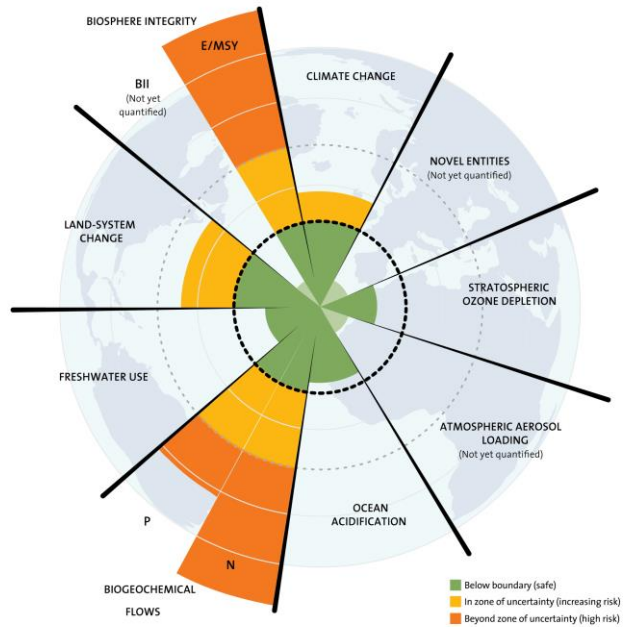 BIOSPHERE INTEGRITY
E/MSY
BII
(Not yet
quantified)
CLIMATE CHANGE
NOVEL ENTITIES
(Not yet quantified)
LAND-SYSTEM
CHANGE
STRATOSPHERIC
OZONE DEPLETION
FRESHWATER USE
ATMOSPHERIC AEROSOL
LOADING
(Not yet quantified)
OCEAN
ACIDIFICATION
P
N
BIOGEOCHEMICAL
FLOWS
Below boundary (safe)
In zone of uncertainty (increasing risk)
Beyond zone of uncertainty (high risk)